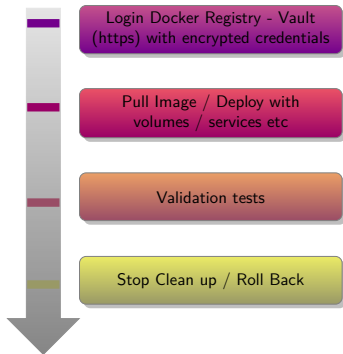 Login Docker Registry - Vault
(https) with encrypted credentials
Pull Image / Deploy with
volumes / services etc
Validation tests
Stop Clean up / Roll Back